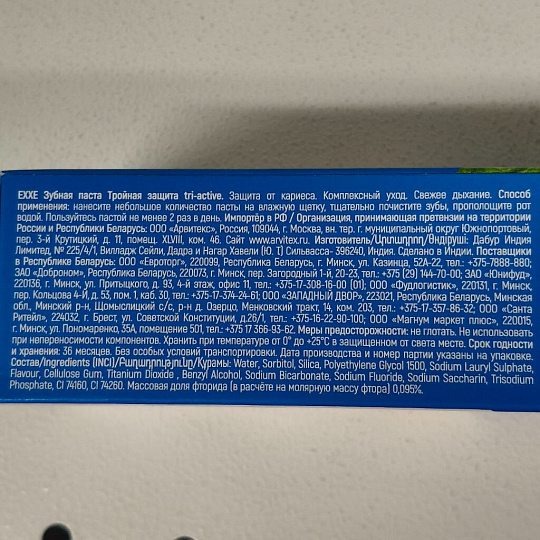 EXXE Зубная паста Тройная защита tri-active. Защита от кариеса. Комплексный уход. Свежее дыхание. Способ
применения: нанесите небольшое количество пасты на влажную щетку, тщательно почистите зубы, прополощите рот
водой. Пользуйтесь пастой не менее 2 раз в день. Импортёр в РФ / Организация, принимающая претензии на территории
России и Республики Беларусь: ООО «Арвитекс», Россия, 109044, г. Москва, вн. тер. г. муниципальный округ Южнопортовый,
пер. 3-й Крутицкий, д. 11, помещ. XLVIII, ком. 46. Сайт www.arvitex.ru. Изготовитель/Արտադրող/Өндіруші: Дабур Индия
Лимитед, № 225/4/1, Вилладж Сейли, Дадра и Нагар Хавели (Ю. Т.) Сильвасса- 396240, Индия. Сделано в Индии. Поставщики
в Республике Беларусь: ООО «Евроторг», 220099, Республика Беларусь, г. Минск, ул. Казинца, 52А-22, тел.: +375-7888-880;
ЗАО «Доброном», Республика Беларусь, 220073, г. Минск, пер. Загородный 1-й, 20-23, тел.: +375 (29) 144-70-00; ЗАО «Юнифуд»,
220136, г. Минск, ул. Притыцкого, д. 93, 4-й этаж, офис 11, тел.: +375-17-308-16-00 (01); ООО «Фудлогистик», 220131, г. Минск,
пер. Кольцова 4-й, д. 53, пом. 1, каб. 30, тел.: +375-17-374-24-61; ООО «ЗАПАДНЫЙ ДВОР», 223021, Республика Беларусь, Минская
обл., Минский р-н, Щомыслицкий с/с, р-н д. Озерцо, Менковский тракт, 14, 203, тел.: +375-17-357-86-32; ООО «Санта
Ритейл», 224032, г. Брест, ул. Советской Конституции, д.26/1, тел.: +375-16-22-90-100; ООО «Магнум маркет плюс», 220015,
г. Минск, ул. Пономаренко, 35А, помещение 501, тел.: +375 17 366-93-62. Меры предосторожности: не глотать. Не использовать
при непереносимости компонентов. Хранить при температуре от 0° до +25°С в защищенном от света месте. Срок годности
и хранения: 36 месяцев. Без особых условий транспортировки. Дата производства и номер партии указаны на упаковке.
Состав/Ingredients (INCI)/Բաղադրությունը/Құрамы: Water, Sorbitol, Silica, Polyethylene Glycol 1500, Sodium Lauryl Sulphate,
Flavour, Cellulose Gum, Titanium Dioxide , Benzyl Alcohol, Sodium Bicarbonate, Sodium Fluoride, Sodium Saccharin, Trisodium
Phosphate, CI 74160, CI 74260. Массовая доля фторида (в расчёте на молярную массу фтора) 0,095%.